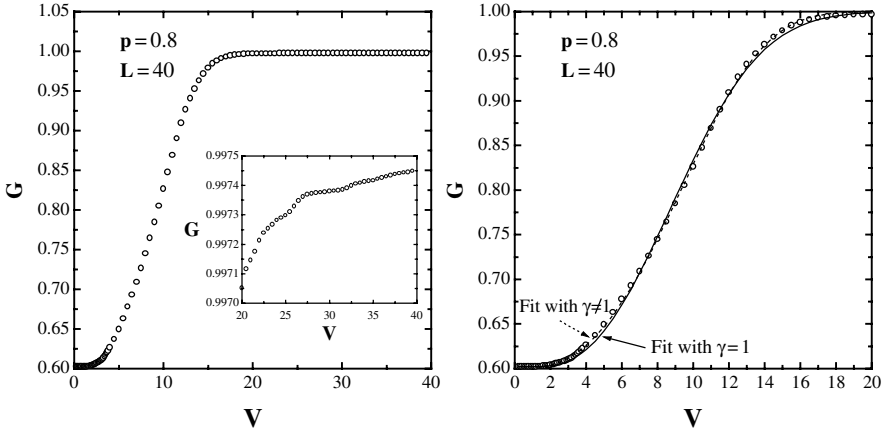 1.05
1.00
0.95
0.90
0.85
0.80
0.75
0.70
0.65
0.60
G
p = 0.8
L = 40
0.9975
0.9974
0.9973
0.9972
0.9971
0.9970
G
20 25 30 35 40
V
0 10 20 30 40
V
1.00
0.95
0.90
0.85
0.80
0.75
0.70
0.65
0.60
G
p = 0.8
L = 40
Fit with γ≠1
Fit with γ = 1
0 2 4 6 8 10 12 14 16 18 20
V